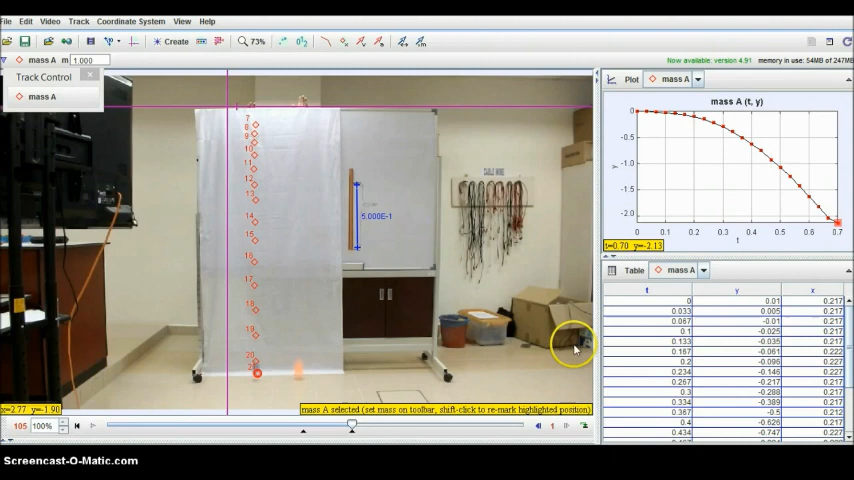 File Edit Video Track Coordinate System View Help
Create 73%
mass A m 1.000
Now available: version 4.91 memory in use: 54MB of 247MB
Track Control
mass A
7
8
9
10
11
12
13
14
15
16
17
18
19
20
5.000E-1
y=-1.90
mass A selected (set mass on toolbar, shift-click to re-mark highlighted position)
105 100% 1
Plot mass A
mass A (t, y)
0
-0.5
-1.0
-1.5
-2.0
y
0 0.1 0.2 0.3 0.4 0.5 0.6 0.7
t
t=0.70 y=-2.13
Table mass A
t y x
0 0.01 0.217
0.033 0.005 0.217
0.067 -0.01 0.217
0.1 -0.025 0.217
0.133 -0.035 0.217
0.167 -0.061 0.222
0.2 -0.096 0.227
0.234 -0.146 0.227
0.267 -0.217 0.217
0.3 -0.288 0.217
0.334 -0.389 0.217
0.367 -0.5 0.212
0.4 -0.626 0.217
0.434 -0.747 0.227
Screencast-O-Matic.com